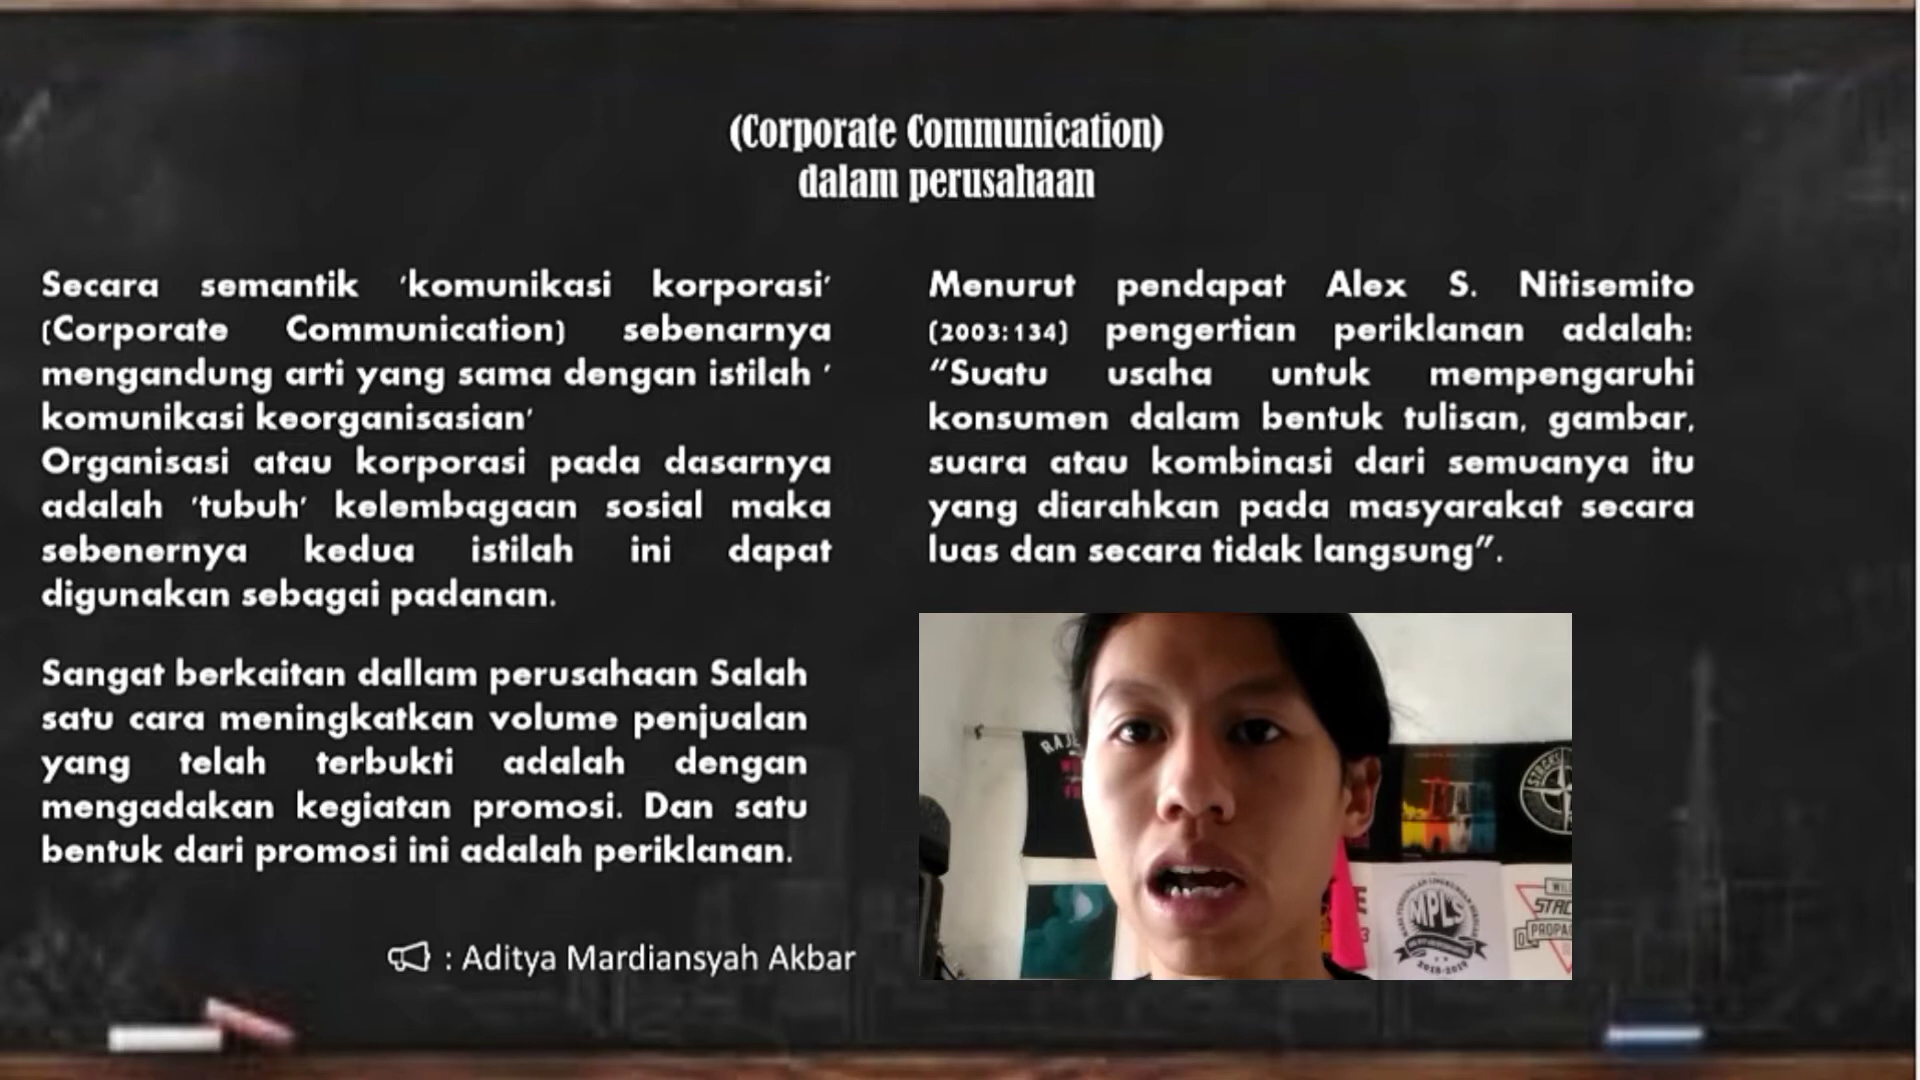 (Corporate Communication)
dalam perusahaan
Secara semantik 'komunikasi korporasi'
(Corporate Communication) sebenarnya
mengandung arti yang sama dengan istilah '
komunikasi keorganisasian'
Organisasi atau korporasi pada dasarnya
adalah 'tubuh' kelembagaan sosial maka
sebenernya kedua istilah ini dapat
digunakan sebagai padanan.
Sangat berkaitan dallam perusahaan Salah
satu cara meningkatkan volume penjualan
yang telah terbukti adalah dengan
mengadakan kegiatan promosi. Dan satu
bentuk dari promosi ini adalah periklanan.
: Aditya Mardiansyah Akbar
Menurut pendapat Alex S. Nitisemito
(2003:134) pengertian periklanan adalah:
"Suatu usaha untuk mempengaruhi
konsumen dalam bentuk tulisan, gambar,
suara atau kombinasi dari semuanya itu
yang diarahkan pada masyarakat secara
luas dan secara tidak langsung".
MPLS
2018-2019